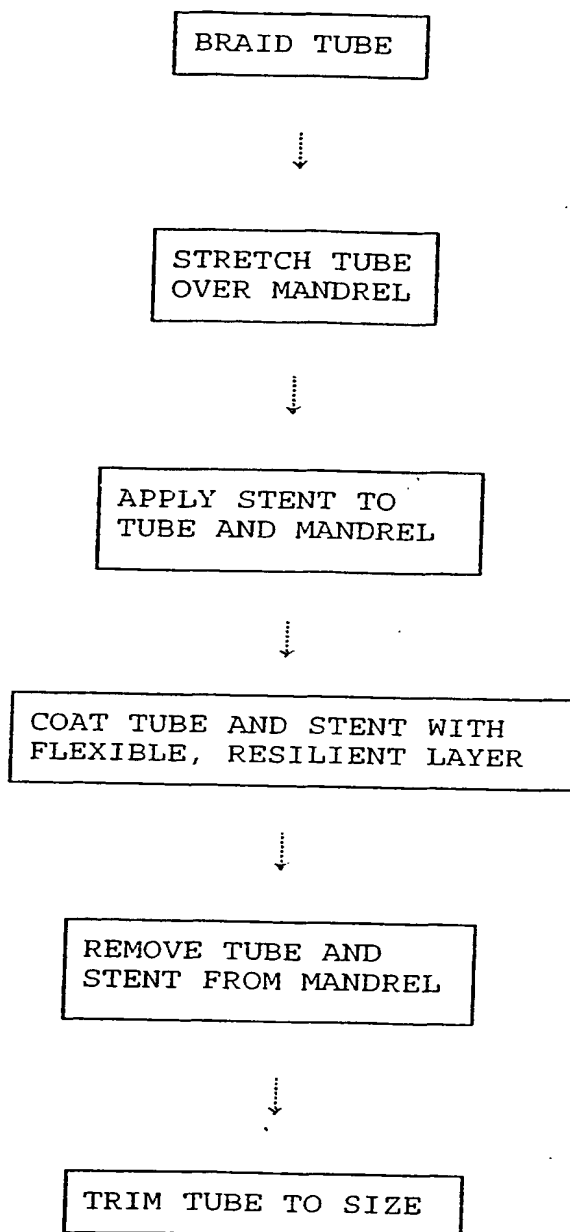 BRAID TUBE
STRETCH TUBE
OVER MANDREL
APPLY STENT TO
TUBE AND MANDREL
COAT TUBE AND STENT WITH
FLEXIBLE, RESILIENT LAYER
REMOVE TUBE AND
STENT FROM MANDREL
TRIM TUBE TO SIZE